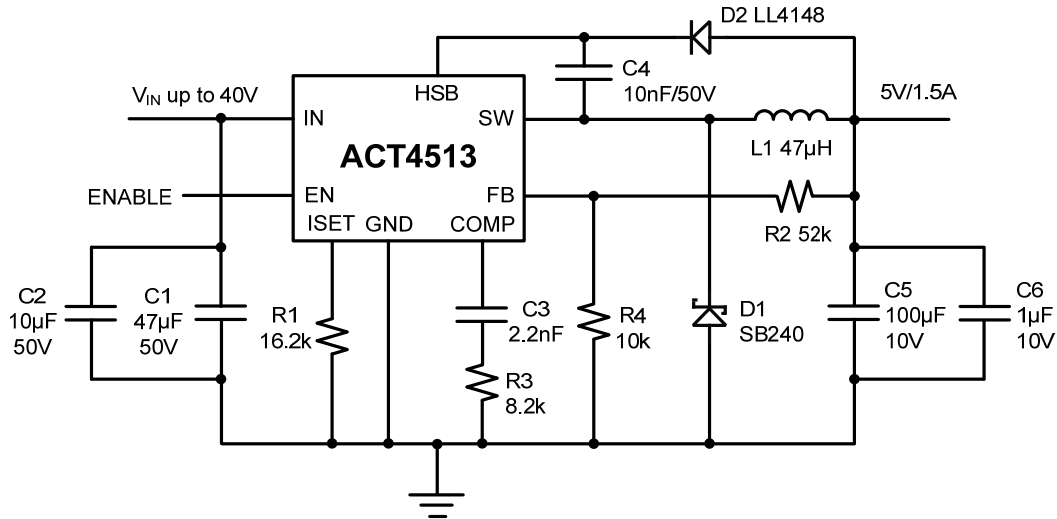 D2 LL4148
C4
10nF/50V
HSB
V_IN up to 40V
IN
SW
5V/1.5A
ACT4513
L1 47µH
ENABLE
EN
FB
ISET
GND
COMP
R2 52k
C2
10µF
50V
C1
47µF
50V
R1
16.2k
C3
2.2nF
R3
8.2k
R4
10k
D1
SB240
C5
100µF
10V
C6
1µF
10V